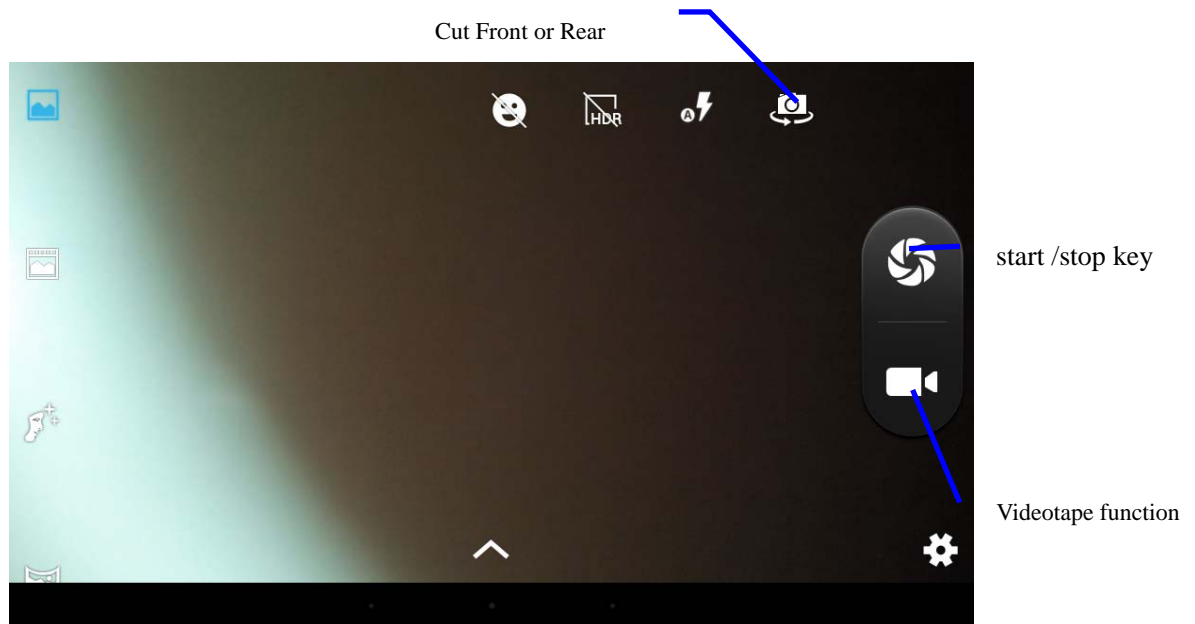 Cut Front or Rear
HDR
A
start /stop key
Videotape function